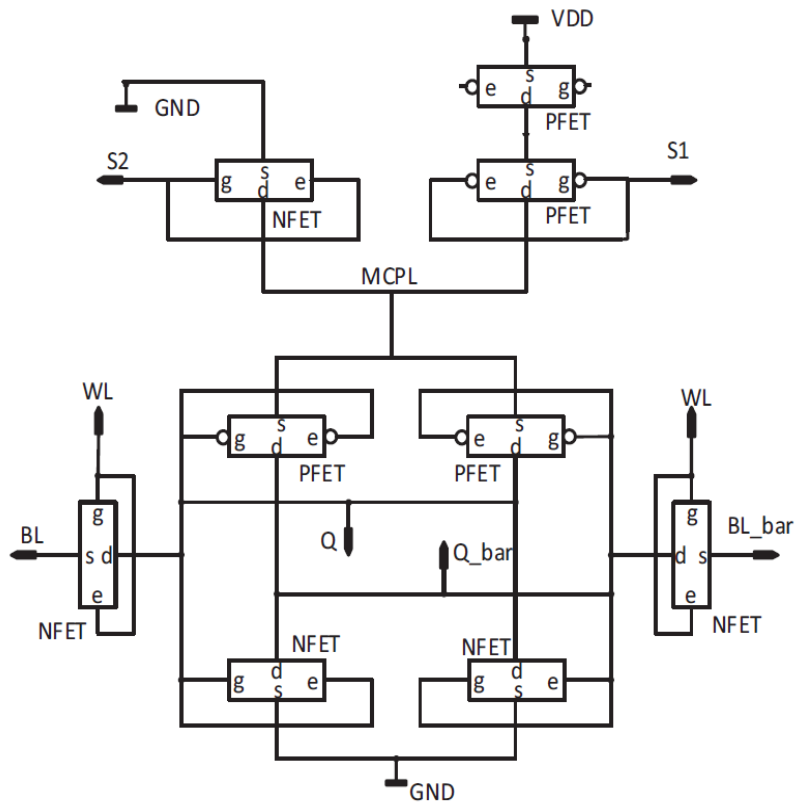 VDD
s
e g
d
PFET
GND
S2
S1
s
g e
d
NFET
s
e g
d
PFET
MCPL
WL
WL
s
g e
d
PFET
s
e g
d
PFET
g
s d
e
BL
NFET
Q
Q_bar
g
d s
e
BL_bar
NFET
NFET
d
g e
s
NFET
d
g e
s
GND